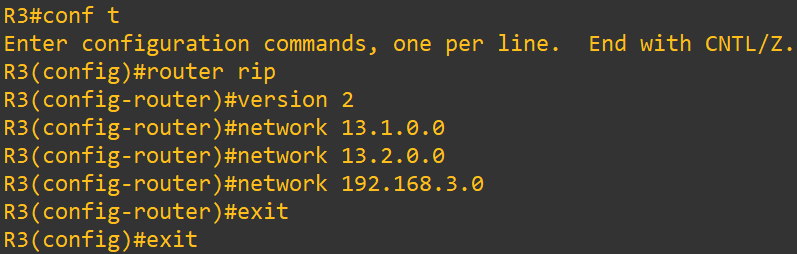 R3#conf t
Enter configuration commands, one per line.  End with CNTL/Z.
R3(config)#router rip
R3(config-router)#version 2
R3(config-router)#network 13.1.0.0
R3(config-router)#network 13.2.0.0
R3(config-router)#network 192.168.3.0
R3(config-router)#exit
R3(config)#exit